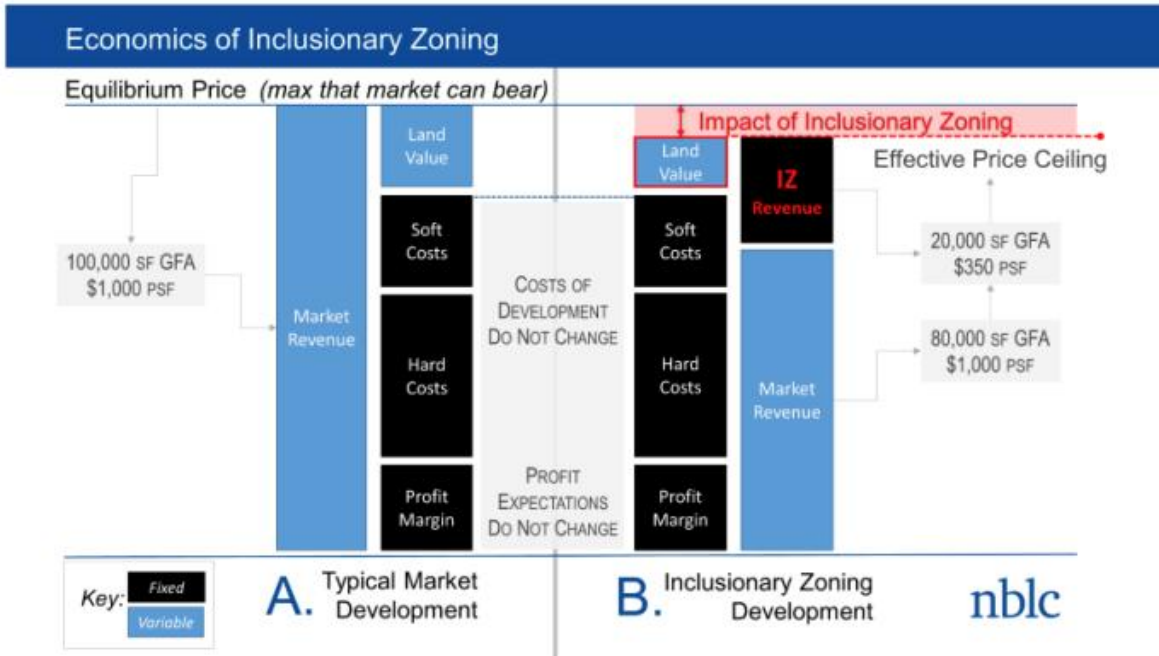 Economics of Inclusionary Zoning
Equilibrium Price (max that market can bear)
100,000 SF GFA
$1,000 PSF
Market
Revenue
Land
Value
Soft
Costs
Hard
Costs
Profit
Margin
COSTS OF
DEVELOPMENT
DO NOT CHANGE
PROFIT
EXPECTATIONS
DO NOT CHANGE
Impact of Inclusionary Zoning
Land
Value
Soft
Costs
Hard
Costs
Profit
Margin
IZ
Revenue
Market
Revenue
Effective Price Ceiling
20,000 SF GFA
$350 PSF
80,000 SF GFA
$1,000 PSF
Key:
Fixed
Variable
A. Typical Market
Development
B. Inclusionary Zoning
Development
nblc